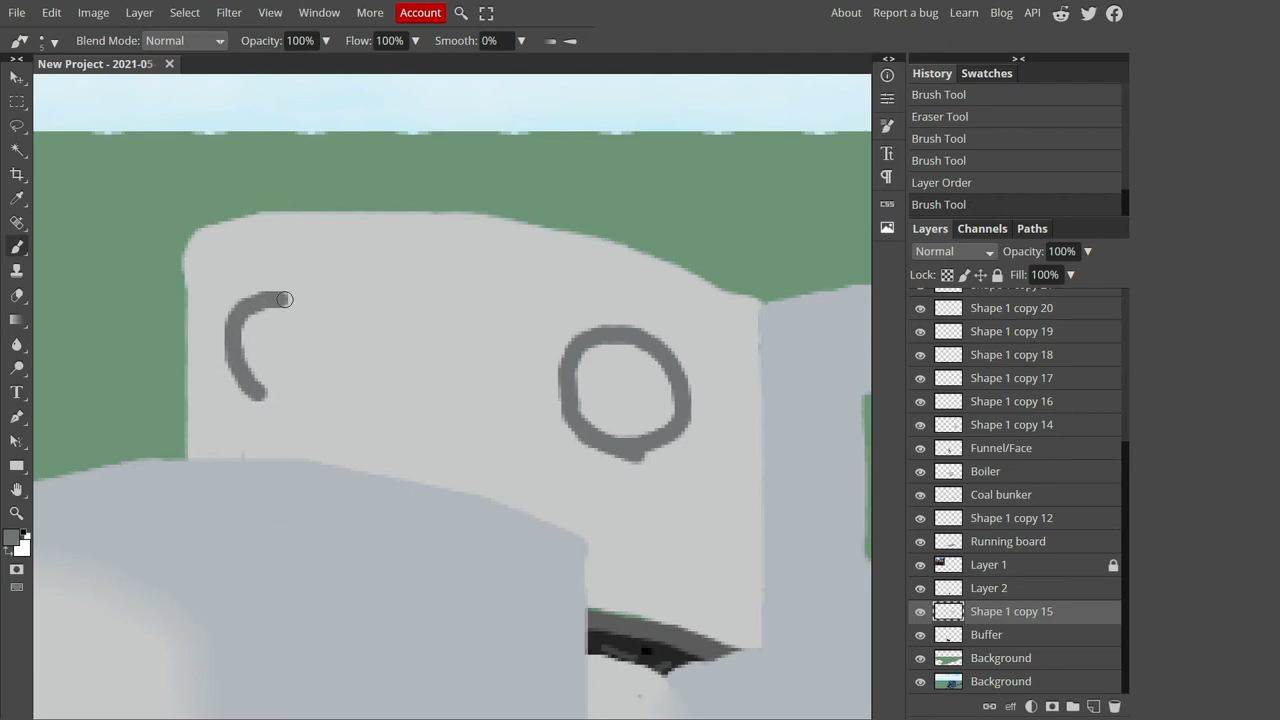 File Edit Image Layer Select Filter View Window More Account About Report a bug Learn Blog API
5 Blend Mode: Normal Opacity: 100% Flow: 100% Smooth: 0%
New Project - 2021-05-
History Swatches
Brush Tool
Eraser Tool
Brush Tool
Brush Tool
Layer Order
Brush Tool
Layers Channels Paths
Normal Opacity: 100%
Lock: Fill: 100%
Shape 1 copy 20
Shape 1 copy 19
Shape 1 copy 18
Shape 1 copy 17
Shape 1 copy 16
Shape 1 copy 14
Funnel/Face
Boiler
Coal bunker
Shape 1 copy 12
Running board
Layer 1
Layer 2
Shape 1 copy 15
Buffer
Background
Background
CSS
eff